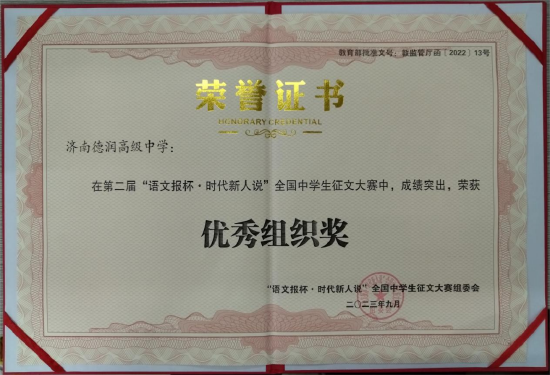 教育部批准文号：教监管厅函〔2022〕13号
荣誉证书
HONORARY CREDENTIAL
济南德润高级中学：
在第二届“语文报杯·时代新人说”全国中学生征文大赛中，成绩突出，荣获
优秀组织奖
“语文报杯·时代新人说”全国中学生征文大赛组委会
二〇二三年九月